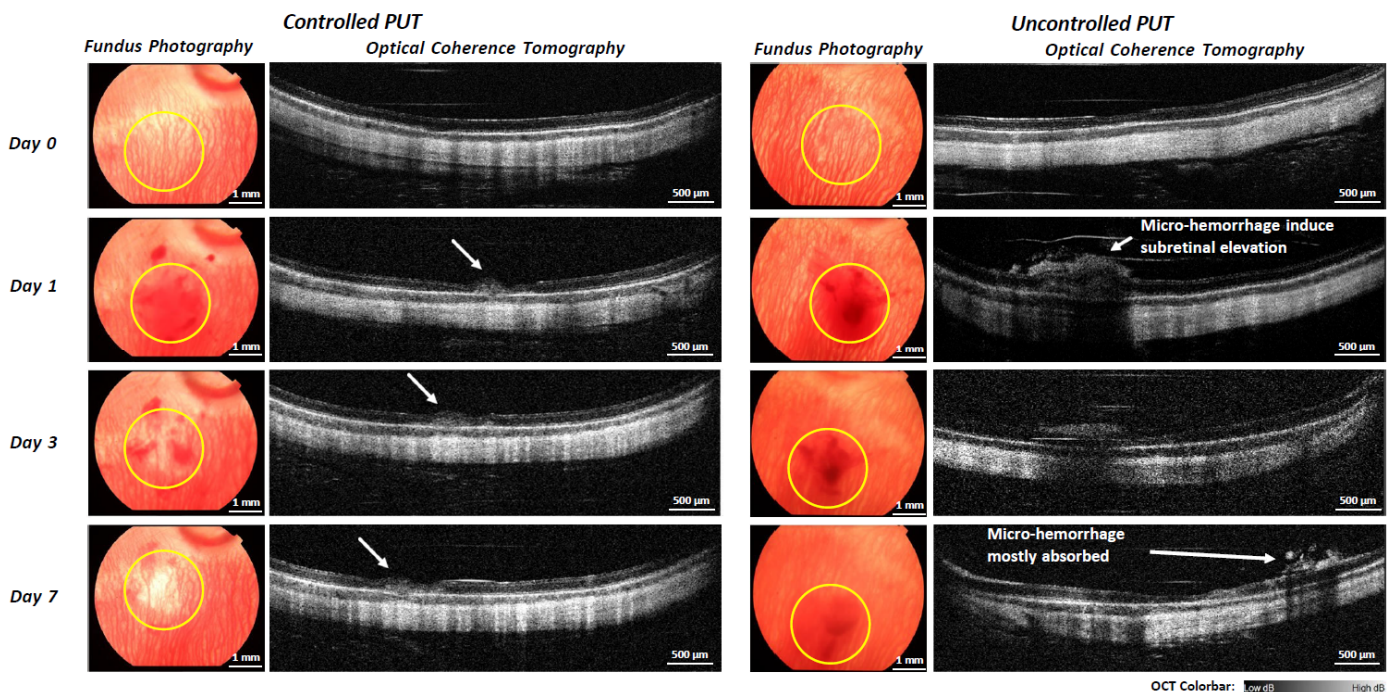 Controlled PUT
Uncontrolled PUT
Fundus Photography
Optical Coherence Tomography
Fundus Photography
Optical Coherence Tomography
Day 0
1 mm
500 µm
1 mm
500 µm
Day 1
1 mm
500 µm
1 mm
Micro-hemorrhage induce
subretinal elevation
500 µm
Day 3
1 mm
500 µm
1 mm
500 µm
Day 7
1 mm
500 µm
1 mm
Micro-hemorrhage
mostly absorbed
500 µm
OCT Colorbar:
Low dB
High dB